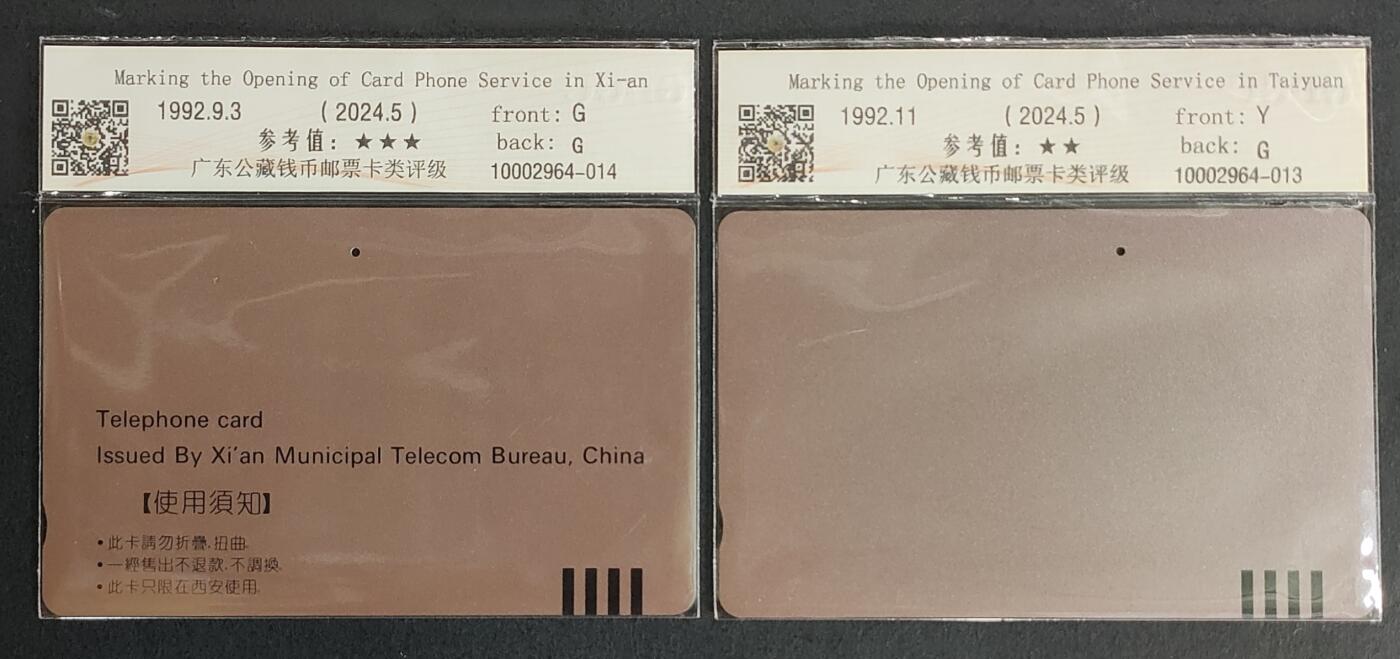 Marking the Opening of Card Phone Service in Xi-an
1992.9.3 (2024.5) front: G
参考值：★★★ back: G
广东公藏钱币邮票卡类评级 10002964-014
Telephone card
Issued By Xi'an Municipal Telecom Bureau, China
【使用須知】
•此卡請勿折疊.扭曲.
•一經售出不退款.不調換.
•此卡只限在西安使用.
Marking the Opening of Card Phone Service in Taiyuan
1992.11 (2024.5) front: Y
参考值：★★ back: G
广东公藏钱币邮票卡类评级 10002964-013